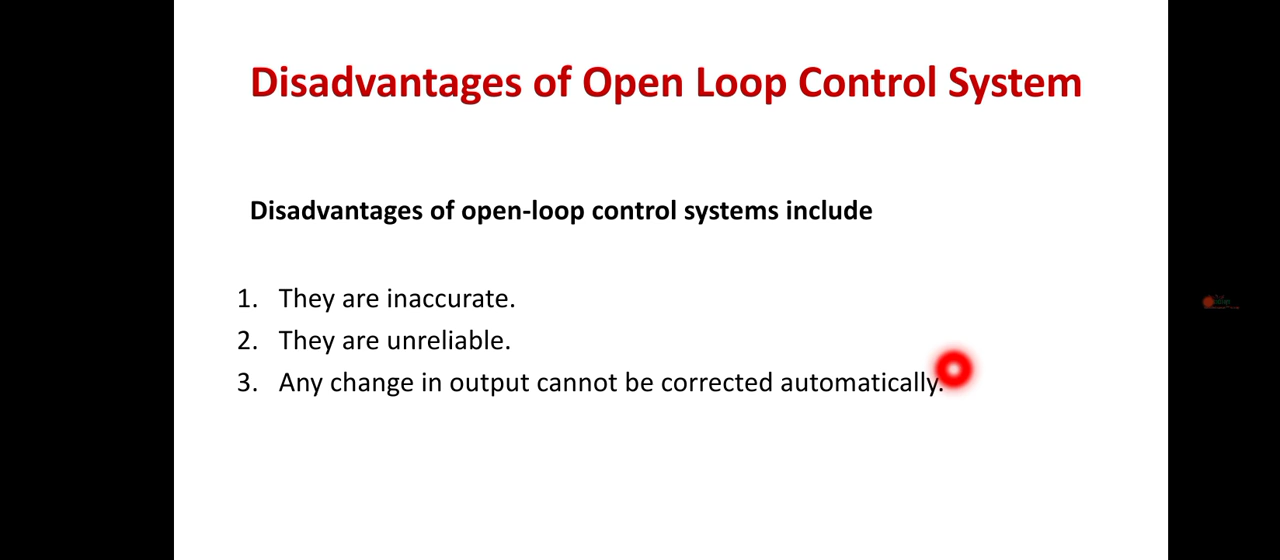 Disadvantages of Open Loop Control System
Disadvantages of open-loop control systems include
1. They are inaccurate.
2. They are unreliable.
3. Any change in output cannot be corrected automatically.